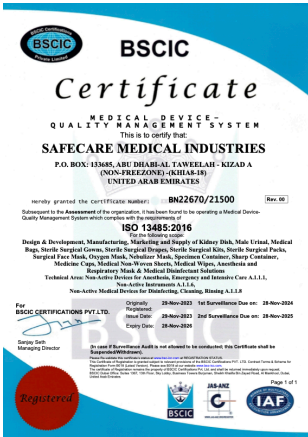 BSCIC Certifications
BSCIC
Private Limited
BSCIC
Certificate
MEDICAL DEVICE-
QUALITY MANAGEMENT SYSTEM
This is to certify that:
SAFECARE MEDICAL INDUSTRIES
P.O. BOX: 133685, ABU DHABI-AL TAWEELAH - KIZAD A
(NON-FREEZONE) -(KHIA8-18)
UNITED ARAB EMIRATES
Hereby granted the Certificate Number: BN22670/21500 Rev. 00
Subsequent to the Assessment of the organization, it has been found to be operating a Medical Device-
Quality Management System which complies with the requirements of
ISO 13485:2016
For the following scope:
Design & Development, Manufacturing, Marketing and Supply of Kidney Dish, Male Urinal, Medical
Bags, Sterile Surgical Gowns, Sterile Surgical Drapes, Sterile Surgical Kits, Sterile Surgical Packs,
Surgical Face Mask, Oxygen Mask, Nebulizer Mask, Specimen Container, Sharp Container,
Medicine Cups, Medical Non-Woven Sheets, Medical Wipes, Anesthesia and
Respiratory Mask & Medical Disinfectant Solutions
Technical Area: Non-Active Devices for Anesthesia, Emergency and Intensive Care A.1.1.1,
Non-Active Instruments A.1.1.6,
Non-Active Medical Devices for Disinfecting, Cleaning, Rinsing A.1.1.8
For
BSCIC CERTIFICATIONS PVT.LTD.
Sanjay Seth
Managing Director
Originally Registered: 29-Nov-2023 1st Surveillance Due on: 28-Nov-2024
Issue Date: 29-Nov-2023 2nd Surveillance Due on: 28-Nov-2025
Expiry Date: 28-Nov-2026
(In case if Surveillance Audit is not allowed to be conducted; this Certificate shall be
Suspended/Withdrawn).
Page 1 of 1
Registered
BSCIC
JAS-ANZ
IAF